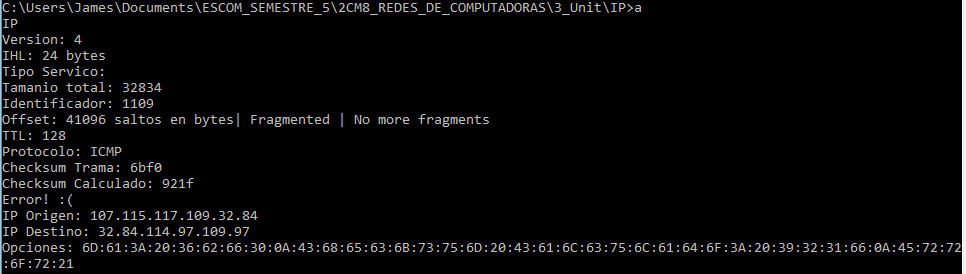 C:\Users\James\Documents\ESCOM_SEMESTRE_5\2CM8_REDES_DE_COMPUTADORAS\3_Unit\IP>a
IP
Version: 4
IHL: 24 bytes
Tipo Servico:
Tamanio total: 32834
Identificador: 1109
Offset: 41096 saltos en bytes| Fragmented | No more fragments
TTL: 128
Protocolo: ICMP
Checksum Trama: 6bf0
Checksum Calculado: 921f
Error! :(
IP Origen: 107.115.117.109.32.84
IP Destino: 32.84.114.97.109.97
Opciones: 6D:61:3A:20:36:62:66:30:0A:43:68:65:63:6B:73:75:6D:20:43:61:6C:63:75:6C:61:64:6F:3A:20:39:32:31:66:0A:45:72:72
:6F:72:21